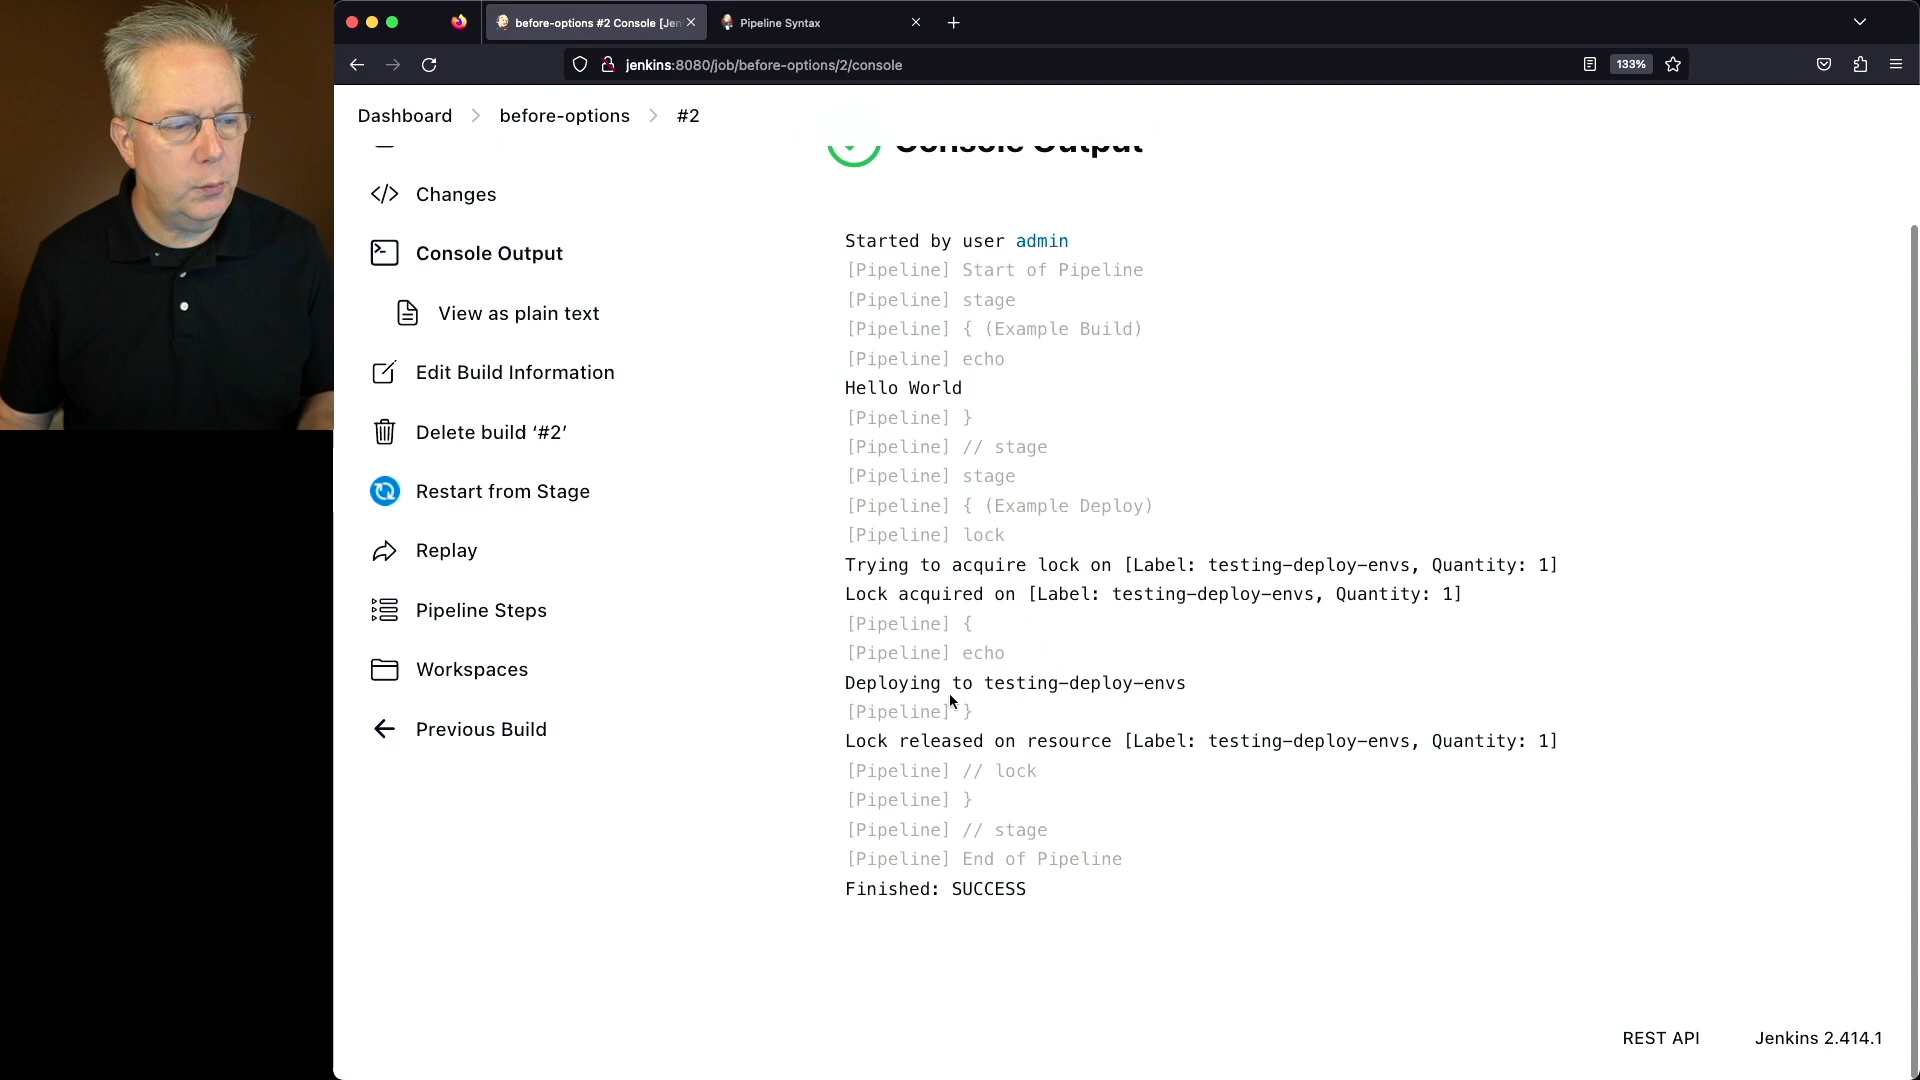 before-options #2 Console [Jen
Pipeline Syntax
jenkins:8080/job/before-options/2/console
133%
Dashboard
before-options
#2
Console Output
Changes
Console Output
View as plain text
Edit Build Information
Delete build ‘#2’
Restart from Stage
Replay
Pipeline Steps
Workspaces
Previous Build
Started by user admin
[Pipeline] Start of Pipeline
[Pipeline] stage
[Pipeline] { (Example Build)
[Pipeline] echo
Hello World
[Pipeline] }
[Pipeline] // stage
[Pipeline] stage
[Pipeline] { (Example Deploy)
[Pipeline] lock
Trying to acquire lock on [Label: testing-deploy-envs, Quantity: 1]
Lock acquired on [Label: testing-deploy-envs, Quantity: 1]
[Pipeline] {
[Pipeline] echo
Deploying to testing-deploy-envs
[Pipeline] }
Lock released on resource [Label: testing-deploy-envs, Quantity: 1]
[Pipeline] // lock
[Pipeline] }
[Pipeline] // stage
[Pipeline] End of Pipeline
Finished: SUCCESS
REST API
Jenkins 2.414.1